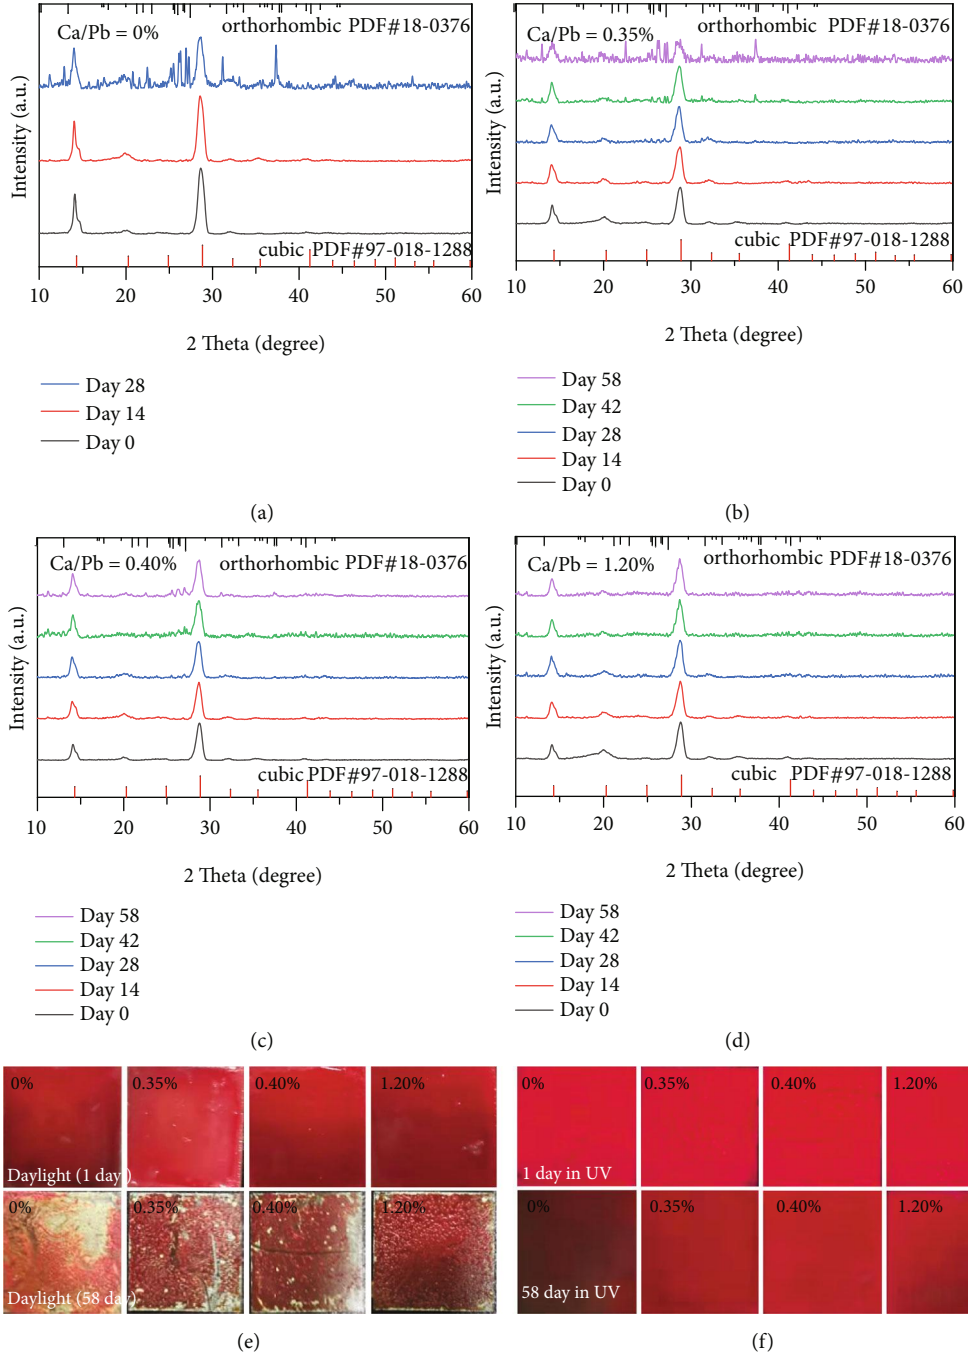 orthorhombic PDF#18-0376
Ca/Pb = 0%
Intensity (a.u.)
cubic PDF#97-018-1288
10 20 30 40 50 60
2 Theta (degree)
Day 28
Day 14
Day 0
(a)
orthorhombic PDF#18-0376
Ca/Pb = 0.35%
Intensity (a.u.)
cubic PDF#97-018-1288
10 20 30 40 50 60
2 Theta (degree)
Day 58
Day 42
Day 28
Day 14
Day 0
(b)
Ca/Pb = 0.40% orthorhombic PDF#18-0376
Intensity (a.u.)
cubic PDF#97-018-1288
10 20 30 40 50 60
2 Theta (degree)
Day 58
Day 42
Day 28
Day 14
Day 0
(c)
orthorhombic PDF#18-0376
Ca/Pb = 1.20%
Intensity (a.u.)
cubic PDF#97-018-1288
10 20 30 40 50 60
2 Theta (degree)
Day 58
Day 42
Day 28
Day 14
Day 0
(d)
0% 0.35% 0.40% 1.20%
Daylight (1 day)
0% 0.35% 0.40% 1.20%
Daylight (58 day)
(e)
0% 0.35% 0.40% 1.20%
1 day in UV
0% 0.35% 0.40% 1.20%
58 day in UV
(f)